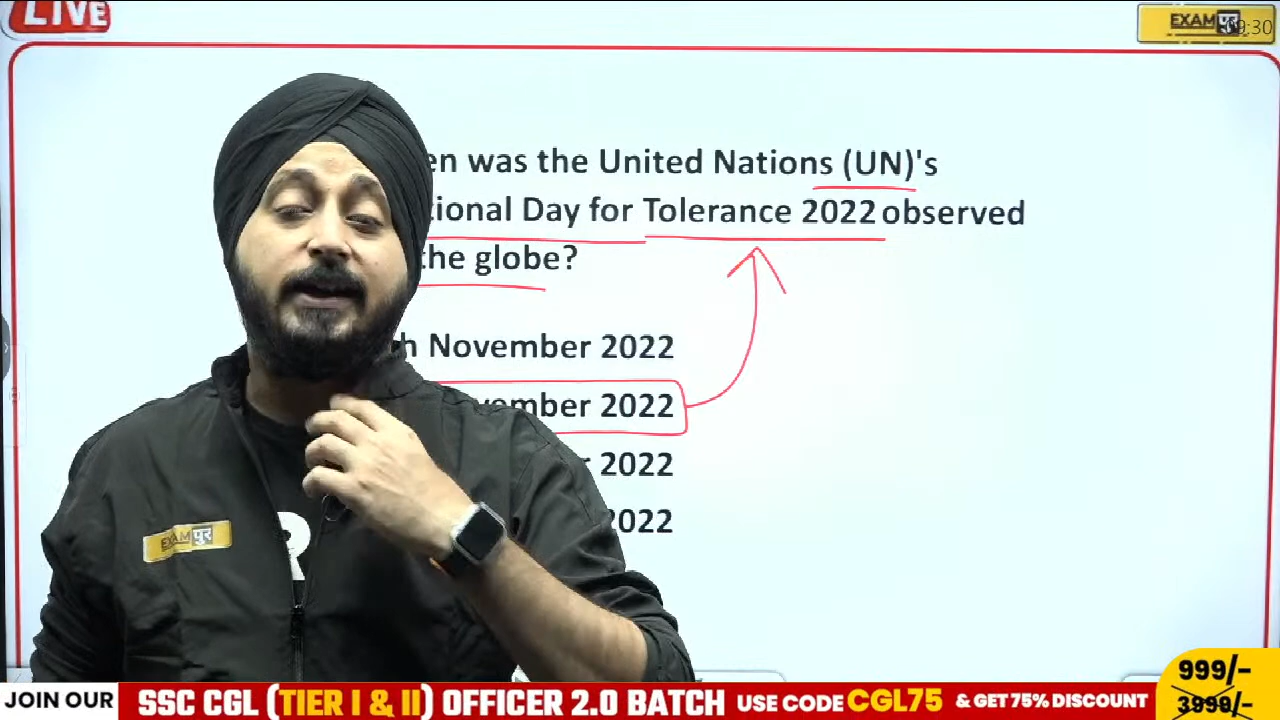 LIVE
EXAM पुर 09:30
en was the United Nations (UN)'s
tional Day for Tolerance 2022 observed
the globe?
h November 2022
vember 2022
2022
2022
EXAM पुर
R
JOIN OUR SSC CGL (TIER I & II) OFFICER 2.0 BATCH USE CODE CGL75 & GET 75% DISCOUNT
999/-
3999/-